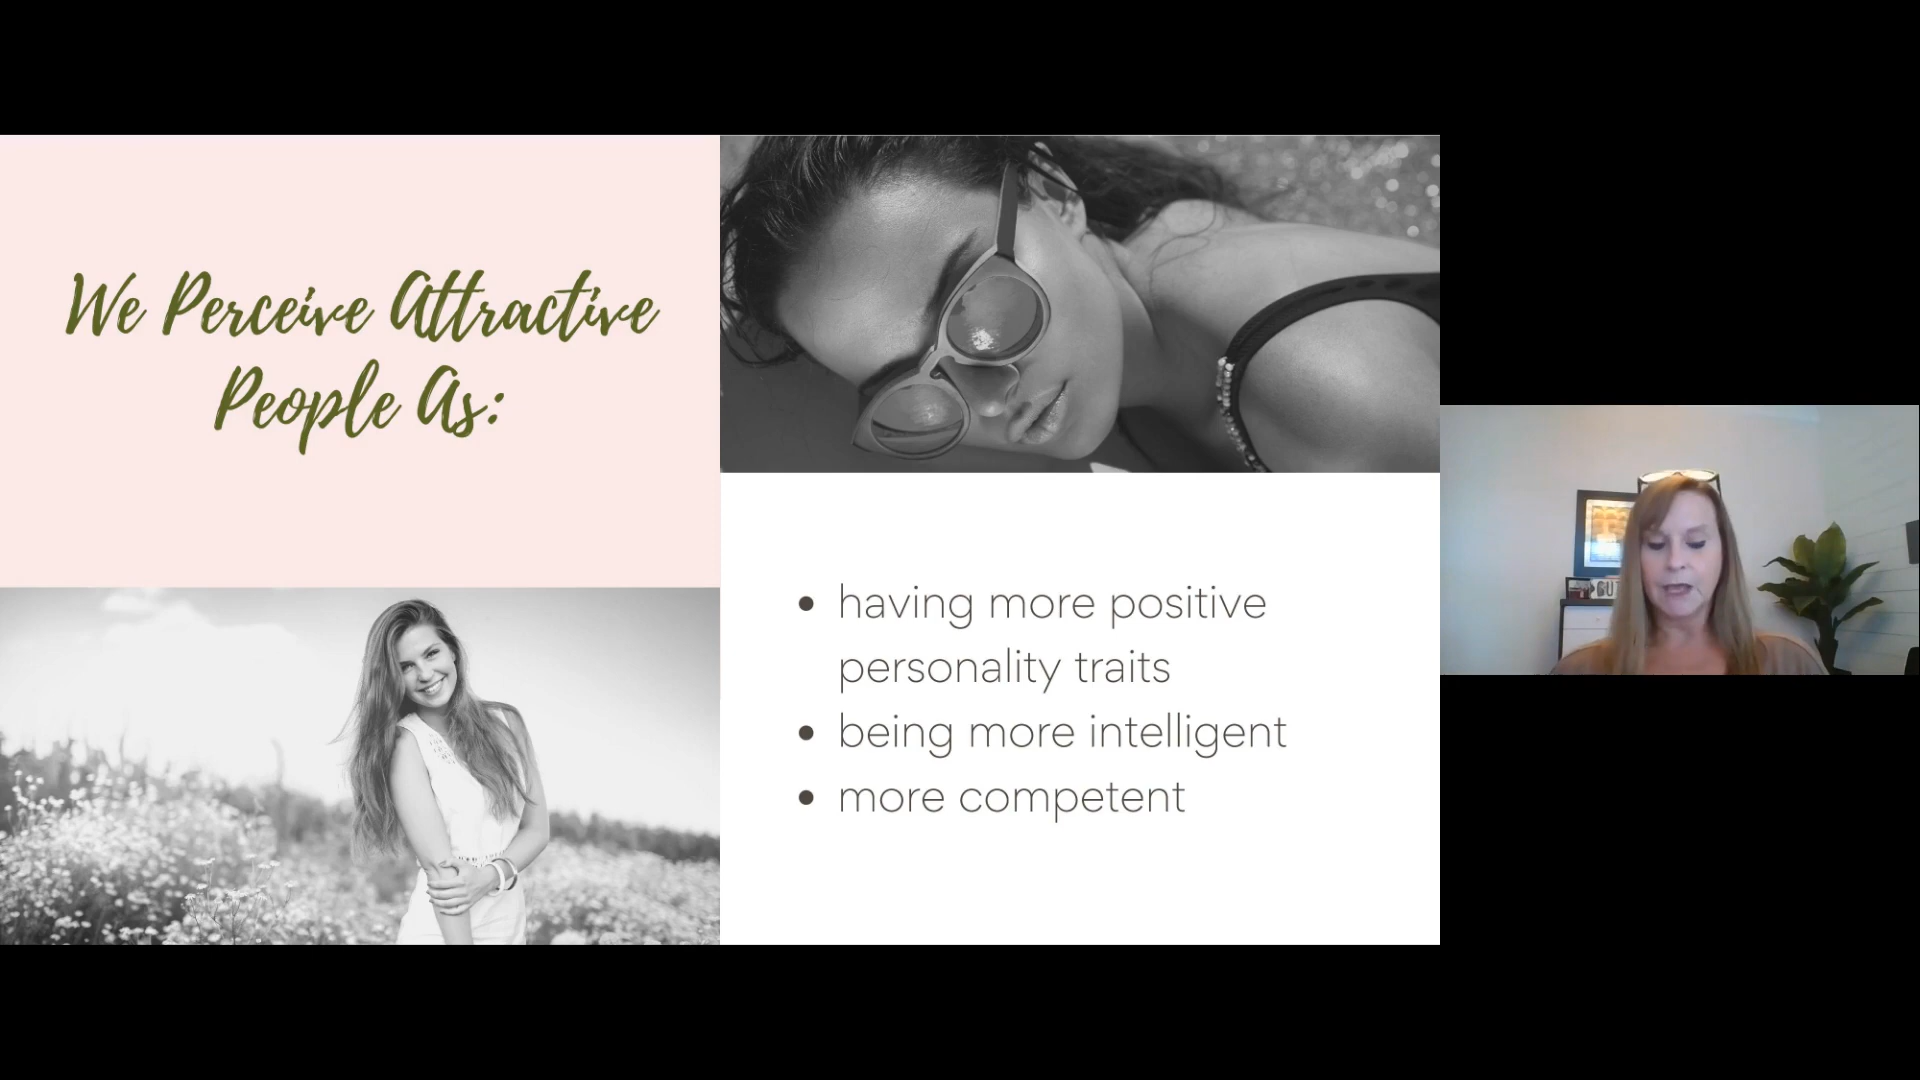 We Perceive Attractive
People As:
• having more positive
personality traits
• being more intelligent
• more competent